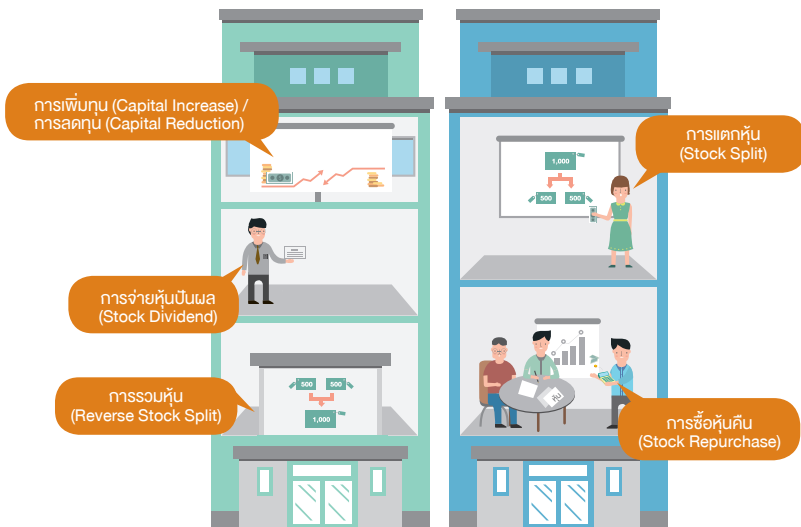 การเพิ่มทุน (Capital Increase) /
การลดทุน (Capital Reduction)
การแตกหุ้น
(Stock Split)
1,000
500 500
การจ่ายหุ้นปันผล
(Stock Dividend)
การรวมหุ้น
(Reverse Stock Split)
500 500
1,000
หุ้น
การซื้อหุ้นคืน
(Stock Repurchase)